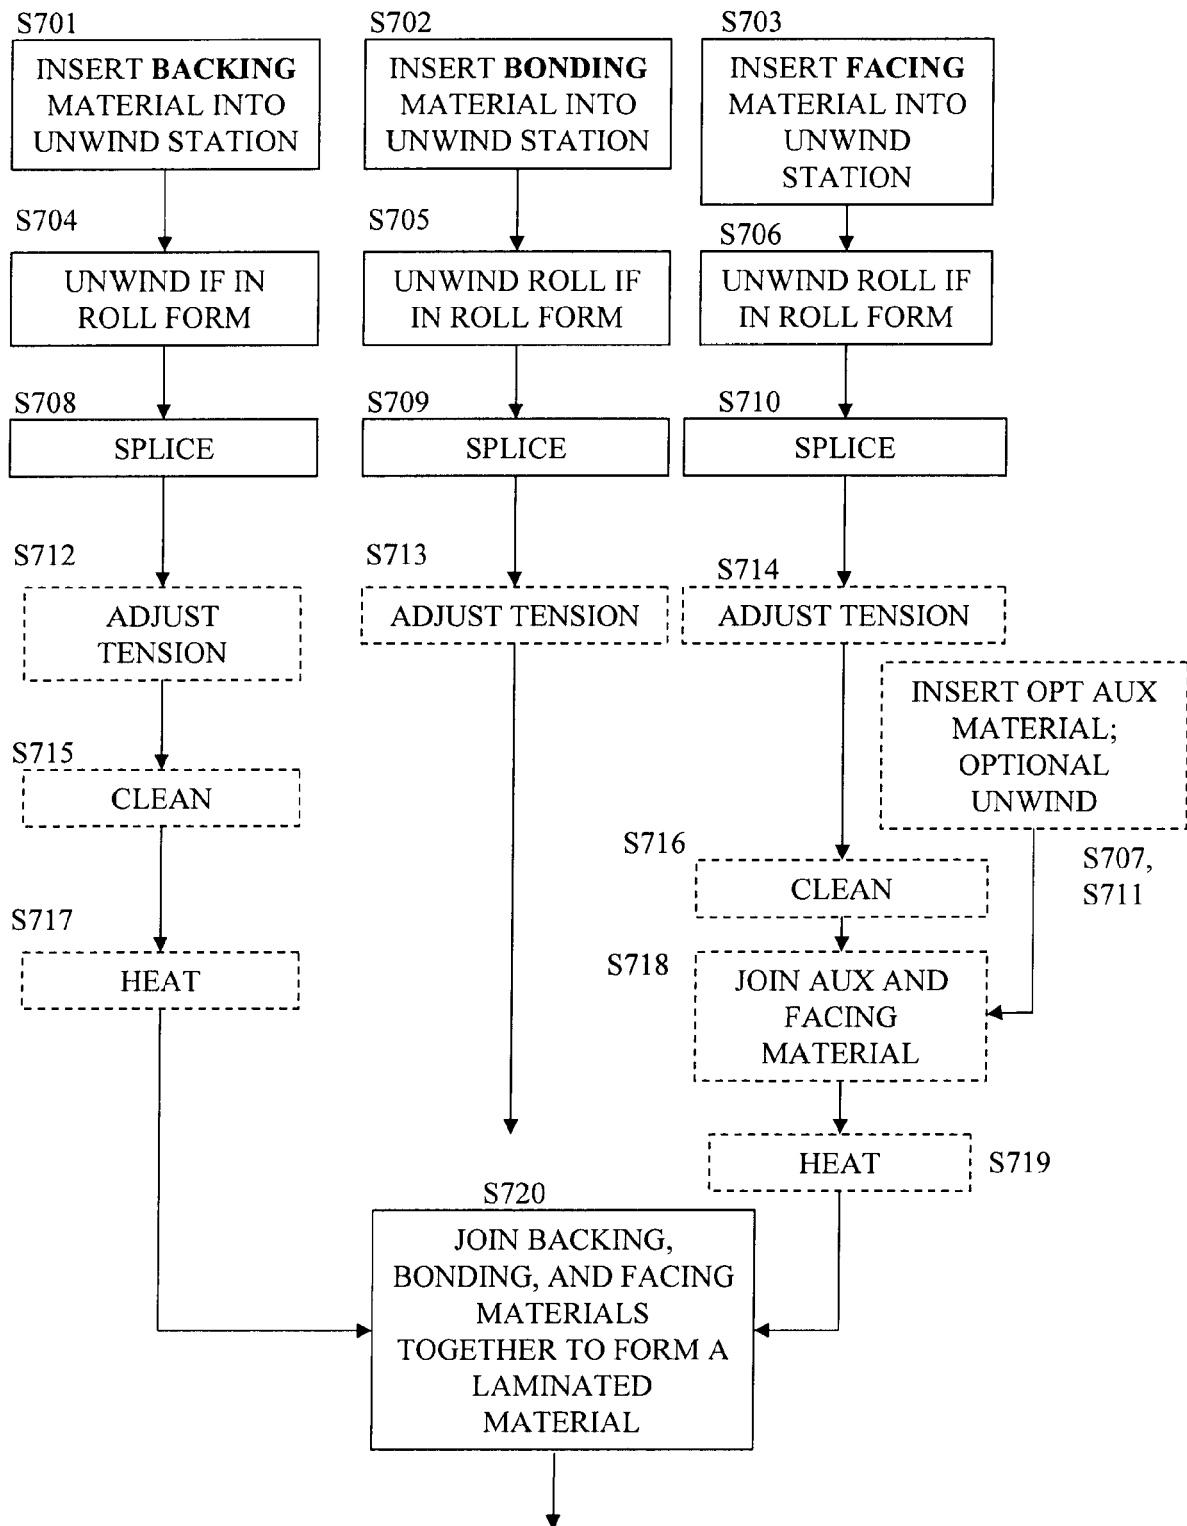 S701
S702
S703
INSERT BACKING
MATERIAL INTO
UNWIND STATION
INSERT BONDING
MATERIAL INTO
UNWIND STATION
INSERT FACING
MATERIAL INTO
UNWIND
STATION
S704
S705
S706
UNWIND IF IN
ROLL FORM
UNWIND ROLL IF
IN ROLL FORM
UNWIND ROLL IF
IN ROLL FORM
S708
S709
S710
SPLICE
SPLICE
SPLICE
S712
S713
S714
ADJUST
TENSION
ADJUST TENSION
ADJUST TENSION
INSERT OPT AUX
MATERIAL;
OPTIONAL
UNWIND
S707,
S711
S715
CLEAN
S716
CLEAN
S717
HEAT
S718
JOIN AUX AND
FACING
MATERIAL
HEAT
S719
S720
JOIN BACKING,
BONDING, AND FACING
MATERIALS
TOGETHER TO FORM A
LAMINATED
MATERIAL